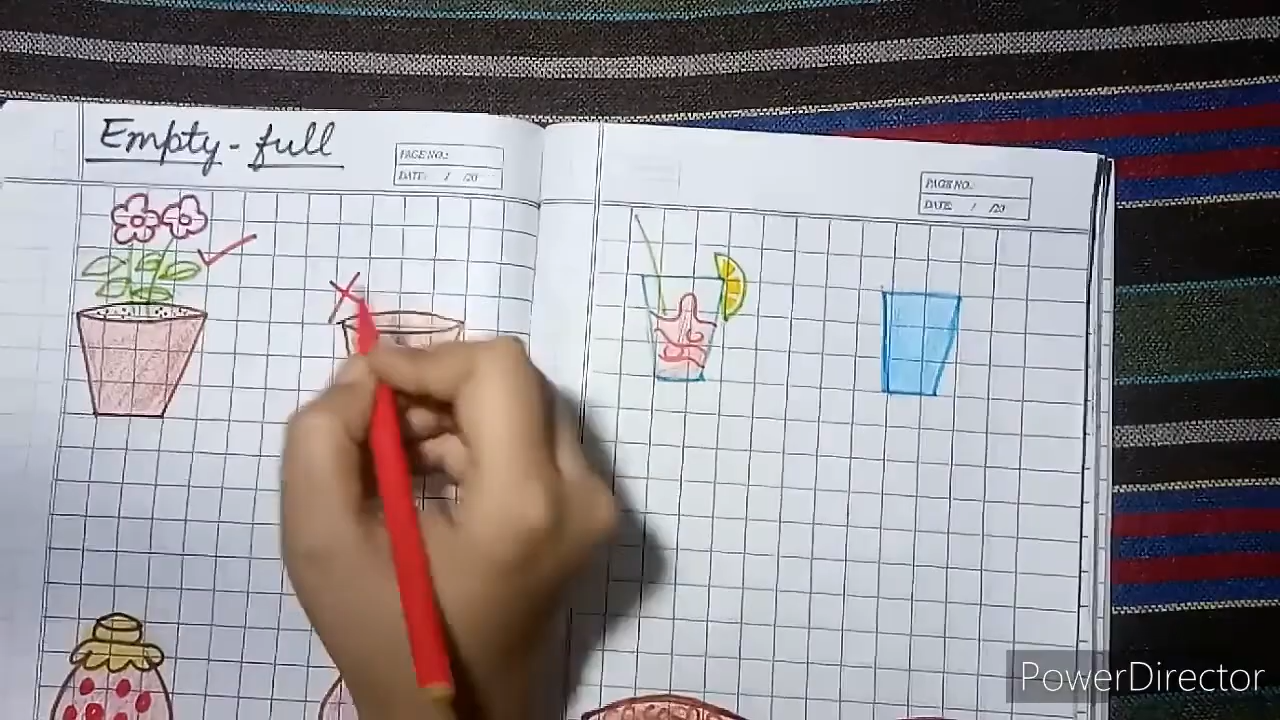 Empty - full
PAGE NO.:
DATE: / /20
PAGE NO.
DATE / /20
PowerDirector